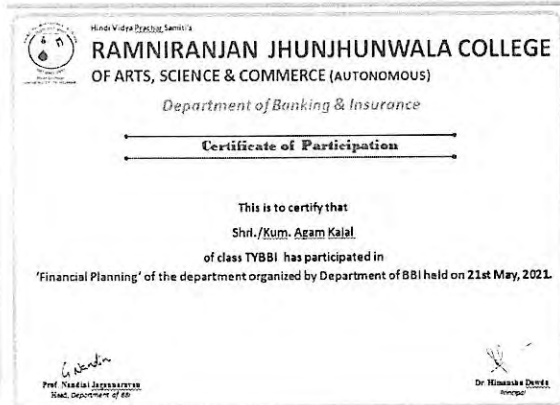 Hindi Vidya Prachar Samiti's
RAMNIRANJAN JHUNJHUNWALA COLLEGE
OF ARTS, SCIENCE & COMMERCE (AUTONOMOUS)
Department of Banking & Insurance
Certificate of Participation
This is to certify that
Shri./Kum. Agam Kalal
of class TYBBI has participated in
'Financial Planning' of the department organized by Department of BBI held on 21st May, 2021.
Prof. Nandini Jagannarayan
Head, Department of BBI
Dr. Himanshu Dawda
Principal